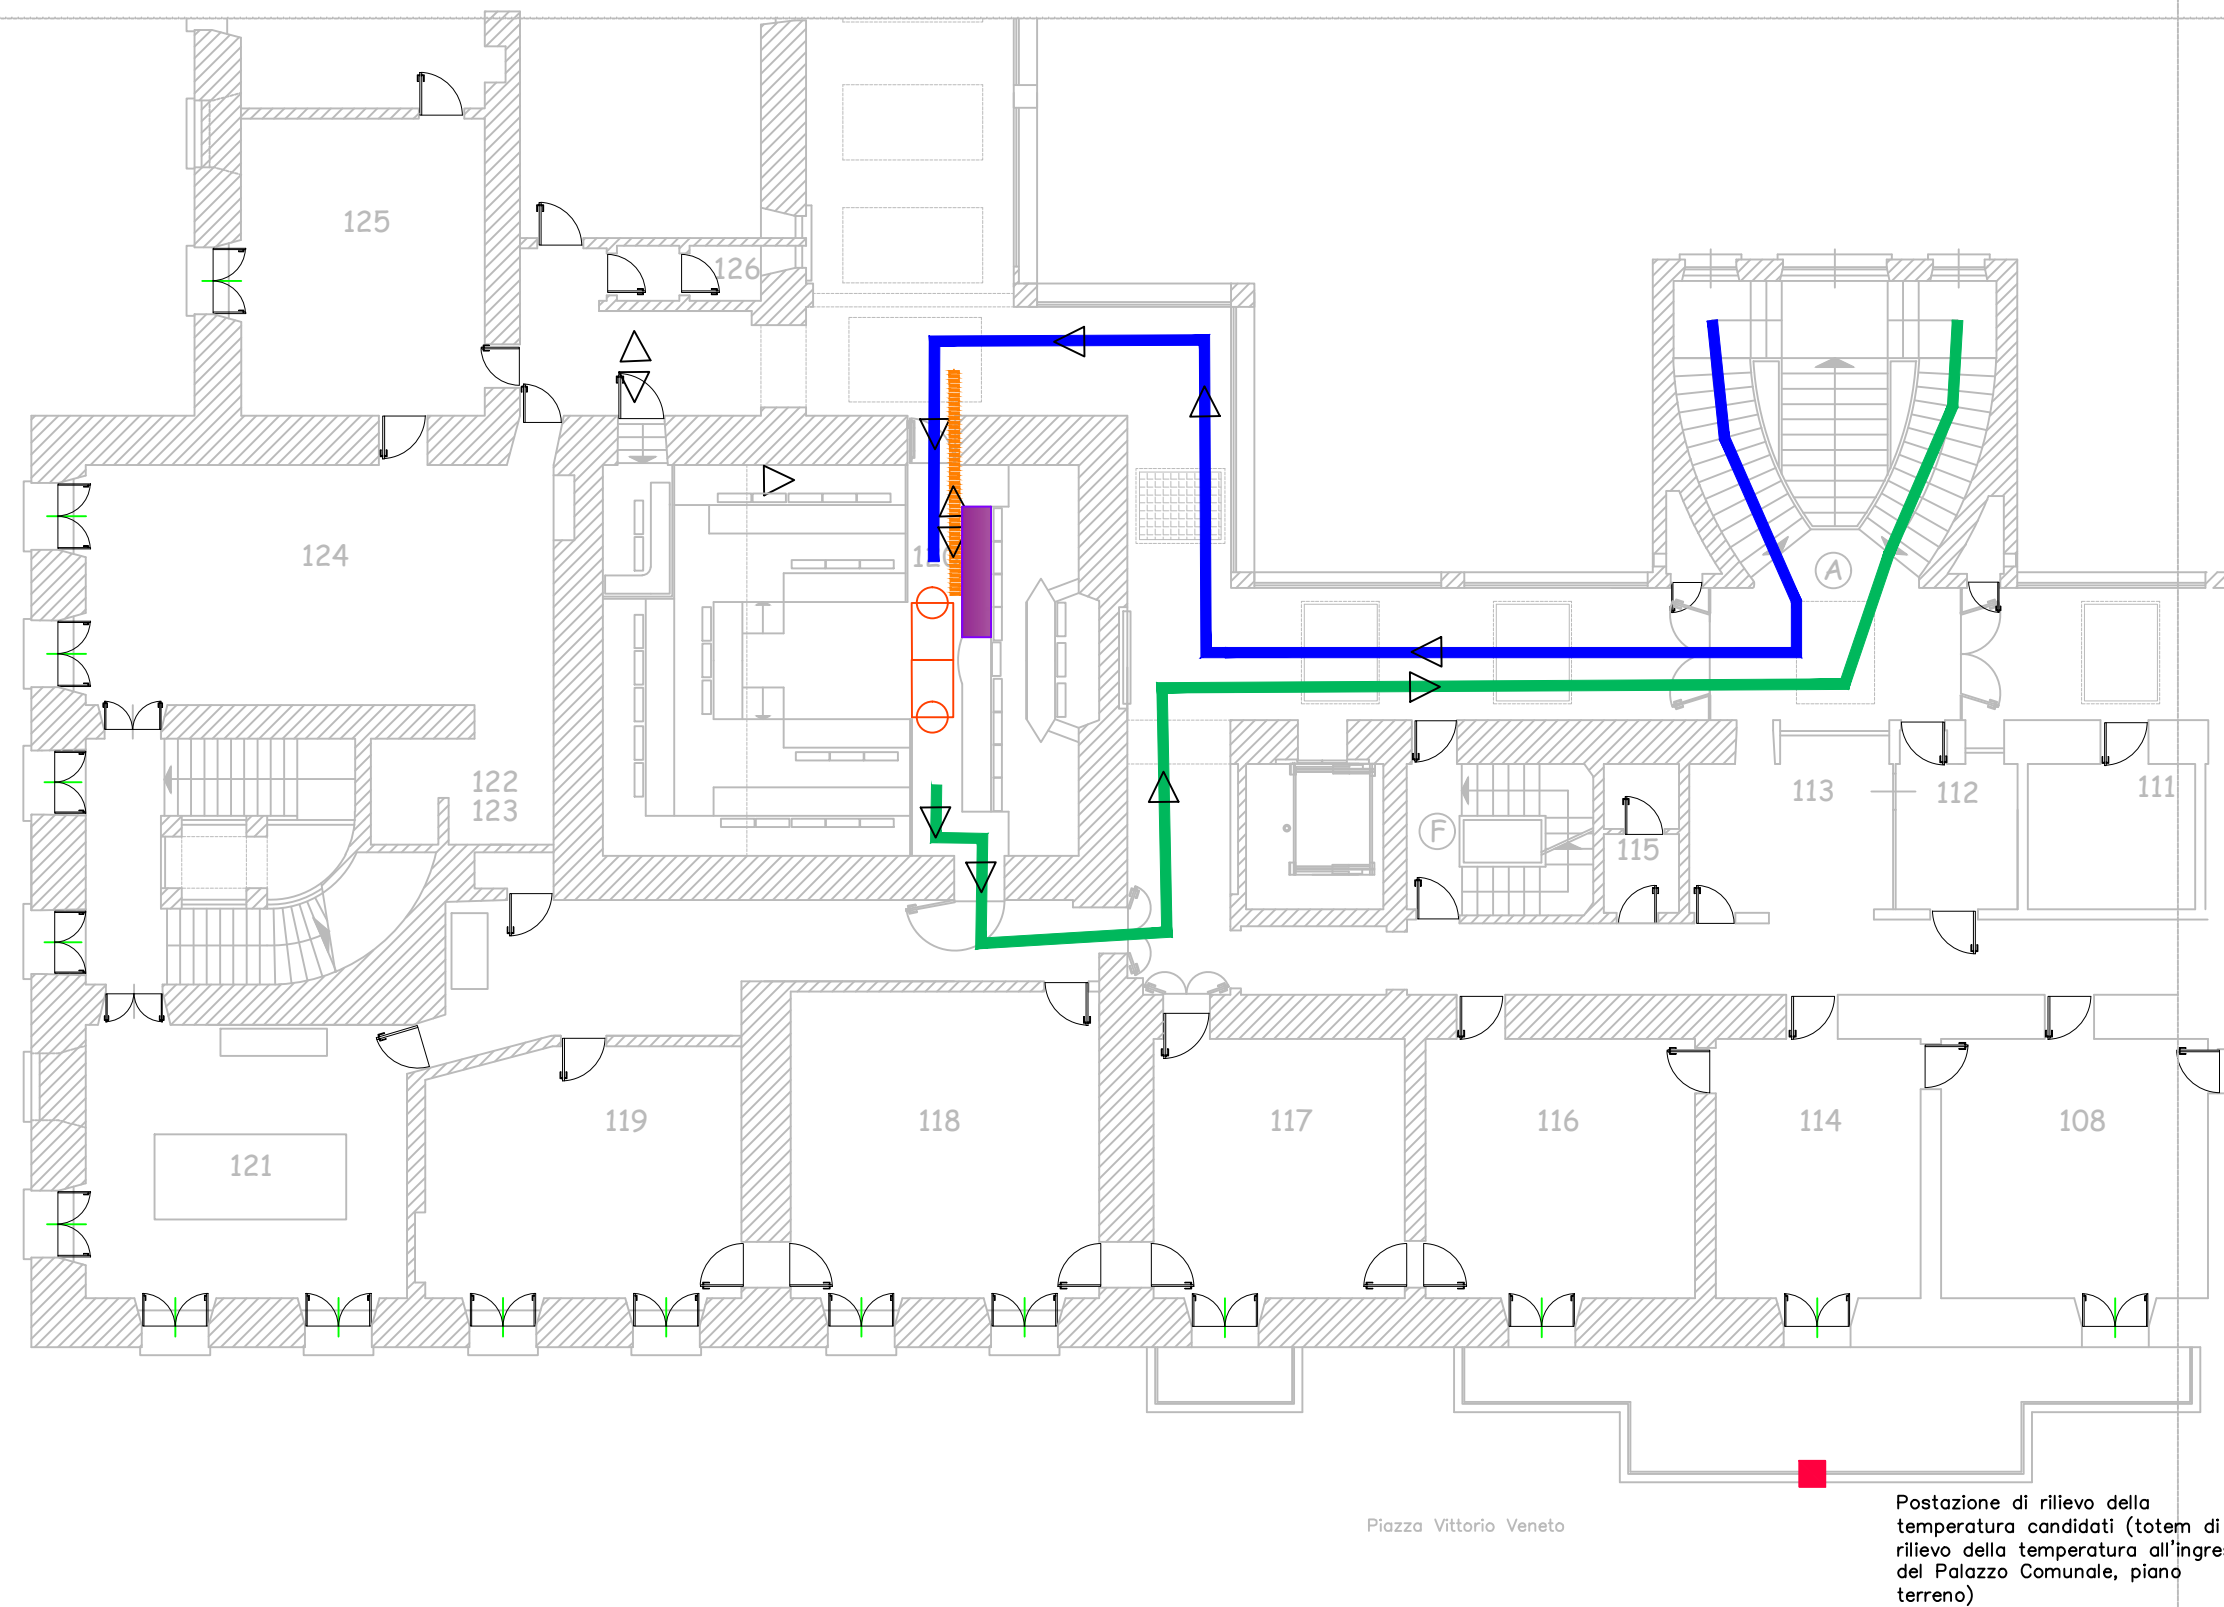 125
126
124
A
122
123
113
112
111
F
115
119
118
117
116
114
108
121
Postazione di rilievo della
Piazza Vittorio Veneto
temperatura candidati (totem di
rilievo della temperatura all'ingre
del Palazzo Comunale, piano
terreno)